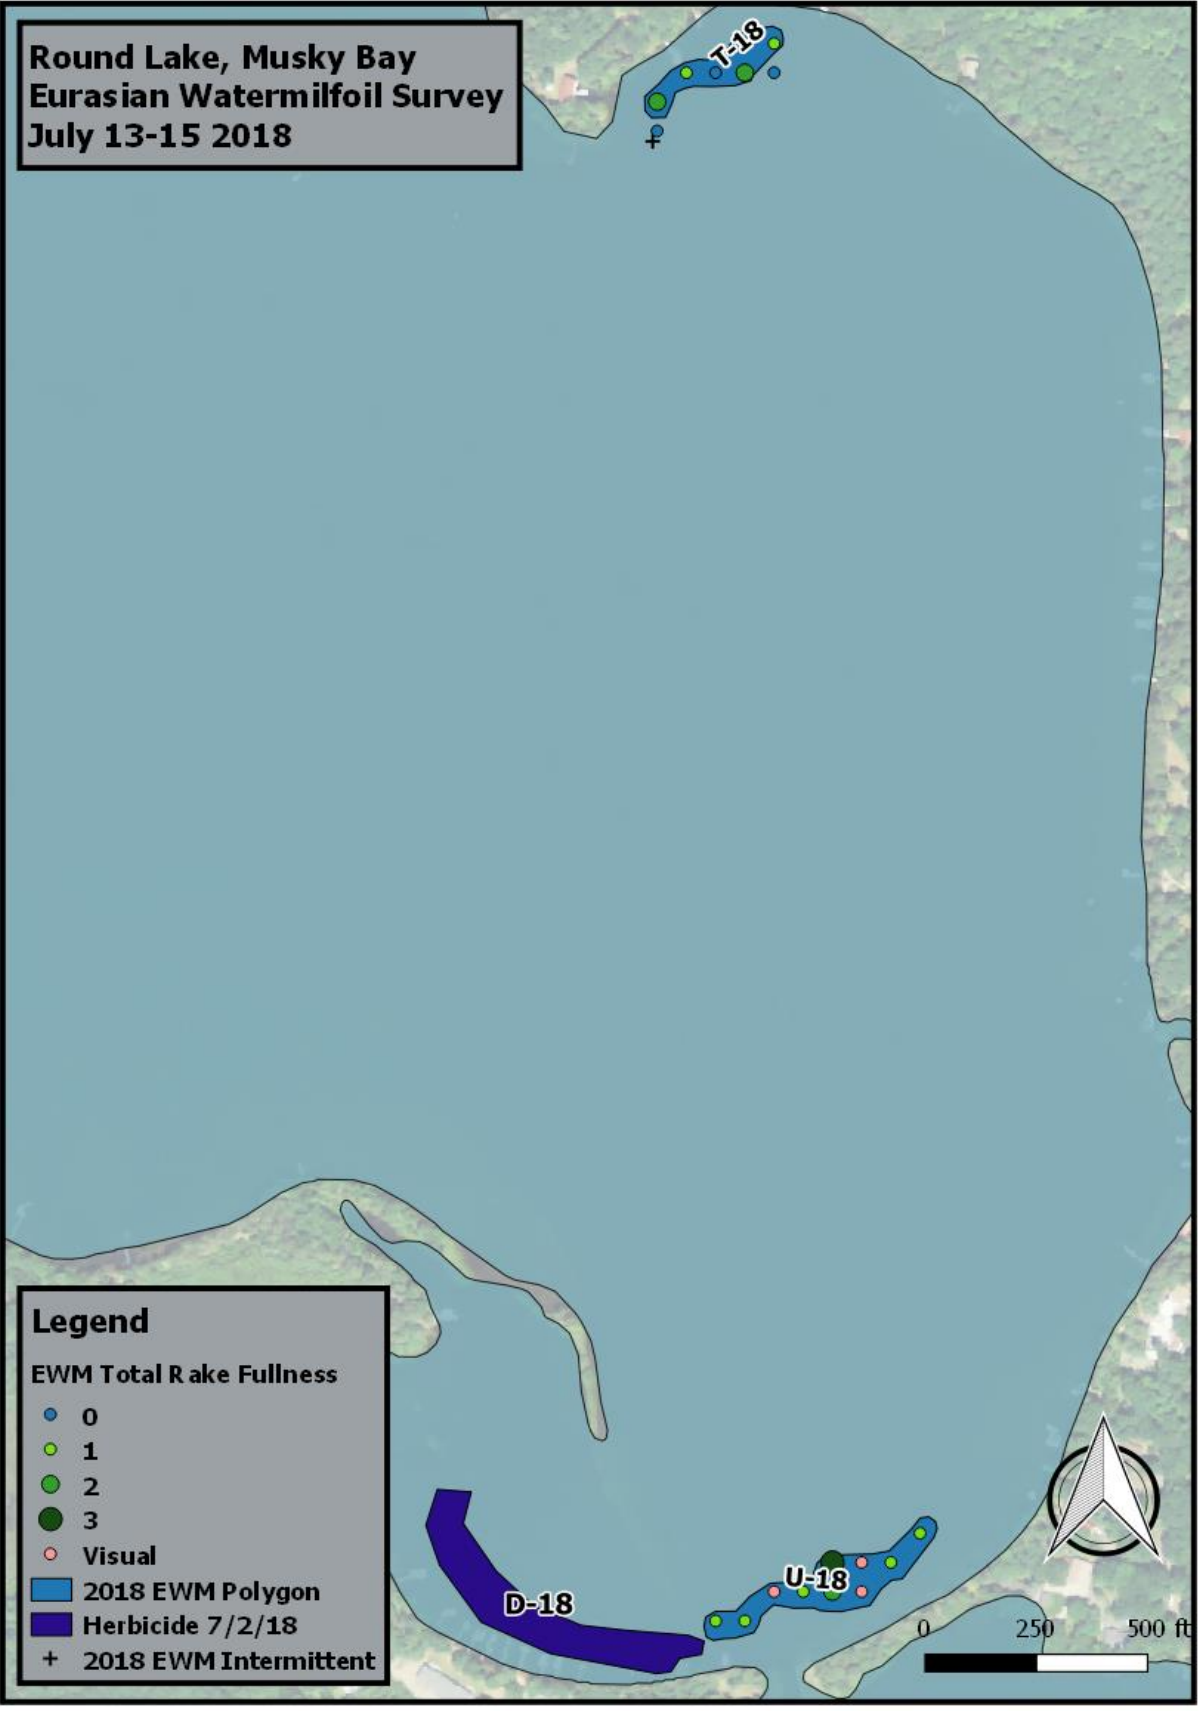 Round Lake, Musky Bay
Eurasian Watermilfoil Survey
July 13-15 2018
T-18
Legend
EWM Total Rake Fullness
0
1
2
3
Visual
2018 EWM Polygon
Herbicide 7/2/18
2018 EWM Intermittent
D-18
U-18
0 250 500 ft